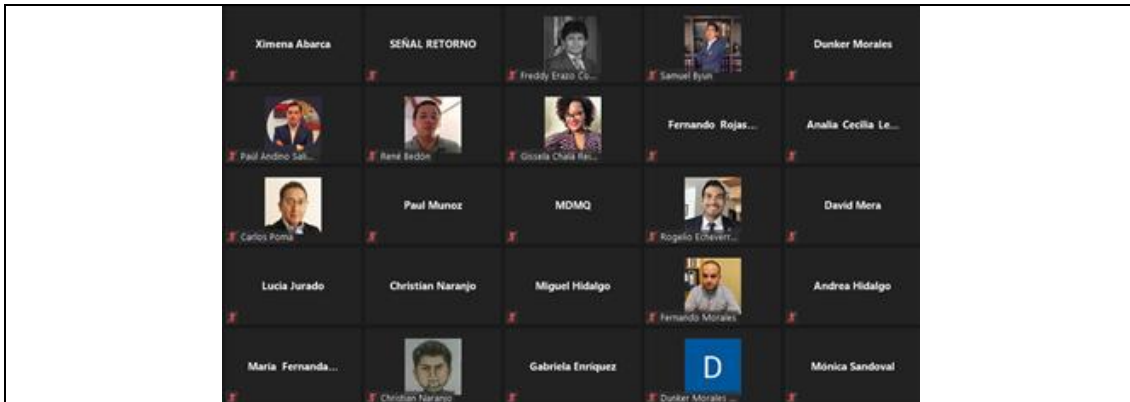 Ximena Abarca
SEÑAL RETORNO
Freddy Erazo Co...
Samuel Byun
Dunker Morales
Paúl Andino Sali...
René Bedón
Gissela Chalá Rei...
Fernando Rojas...
Analia Cecilia Le...
Carlos Poma
Paul Munoz
MDMQ
Rogelio Echeverr...
David Mera
Lucia Jurado
Christian Naranjo
Miguel Hidalgo
Fernando Morales
Andrea Hidalgo
Maria Fernanda...
Christian Naranjo
Gabriela Enriquez
D
Dunker Morales ...
Mónica Sandoval